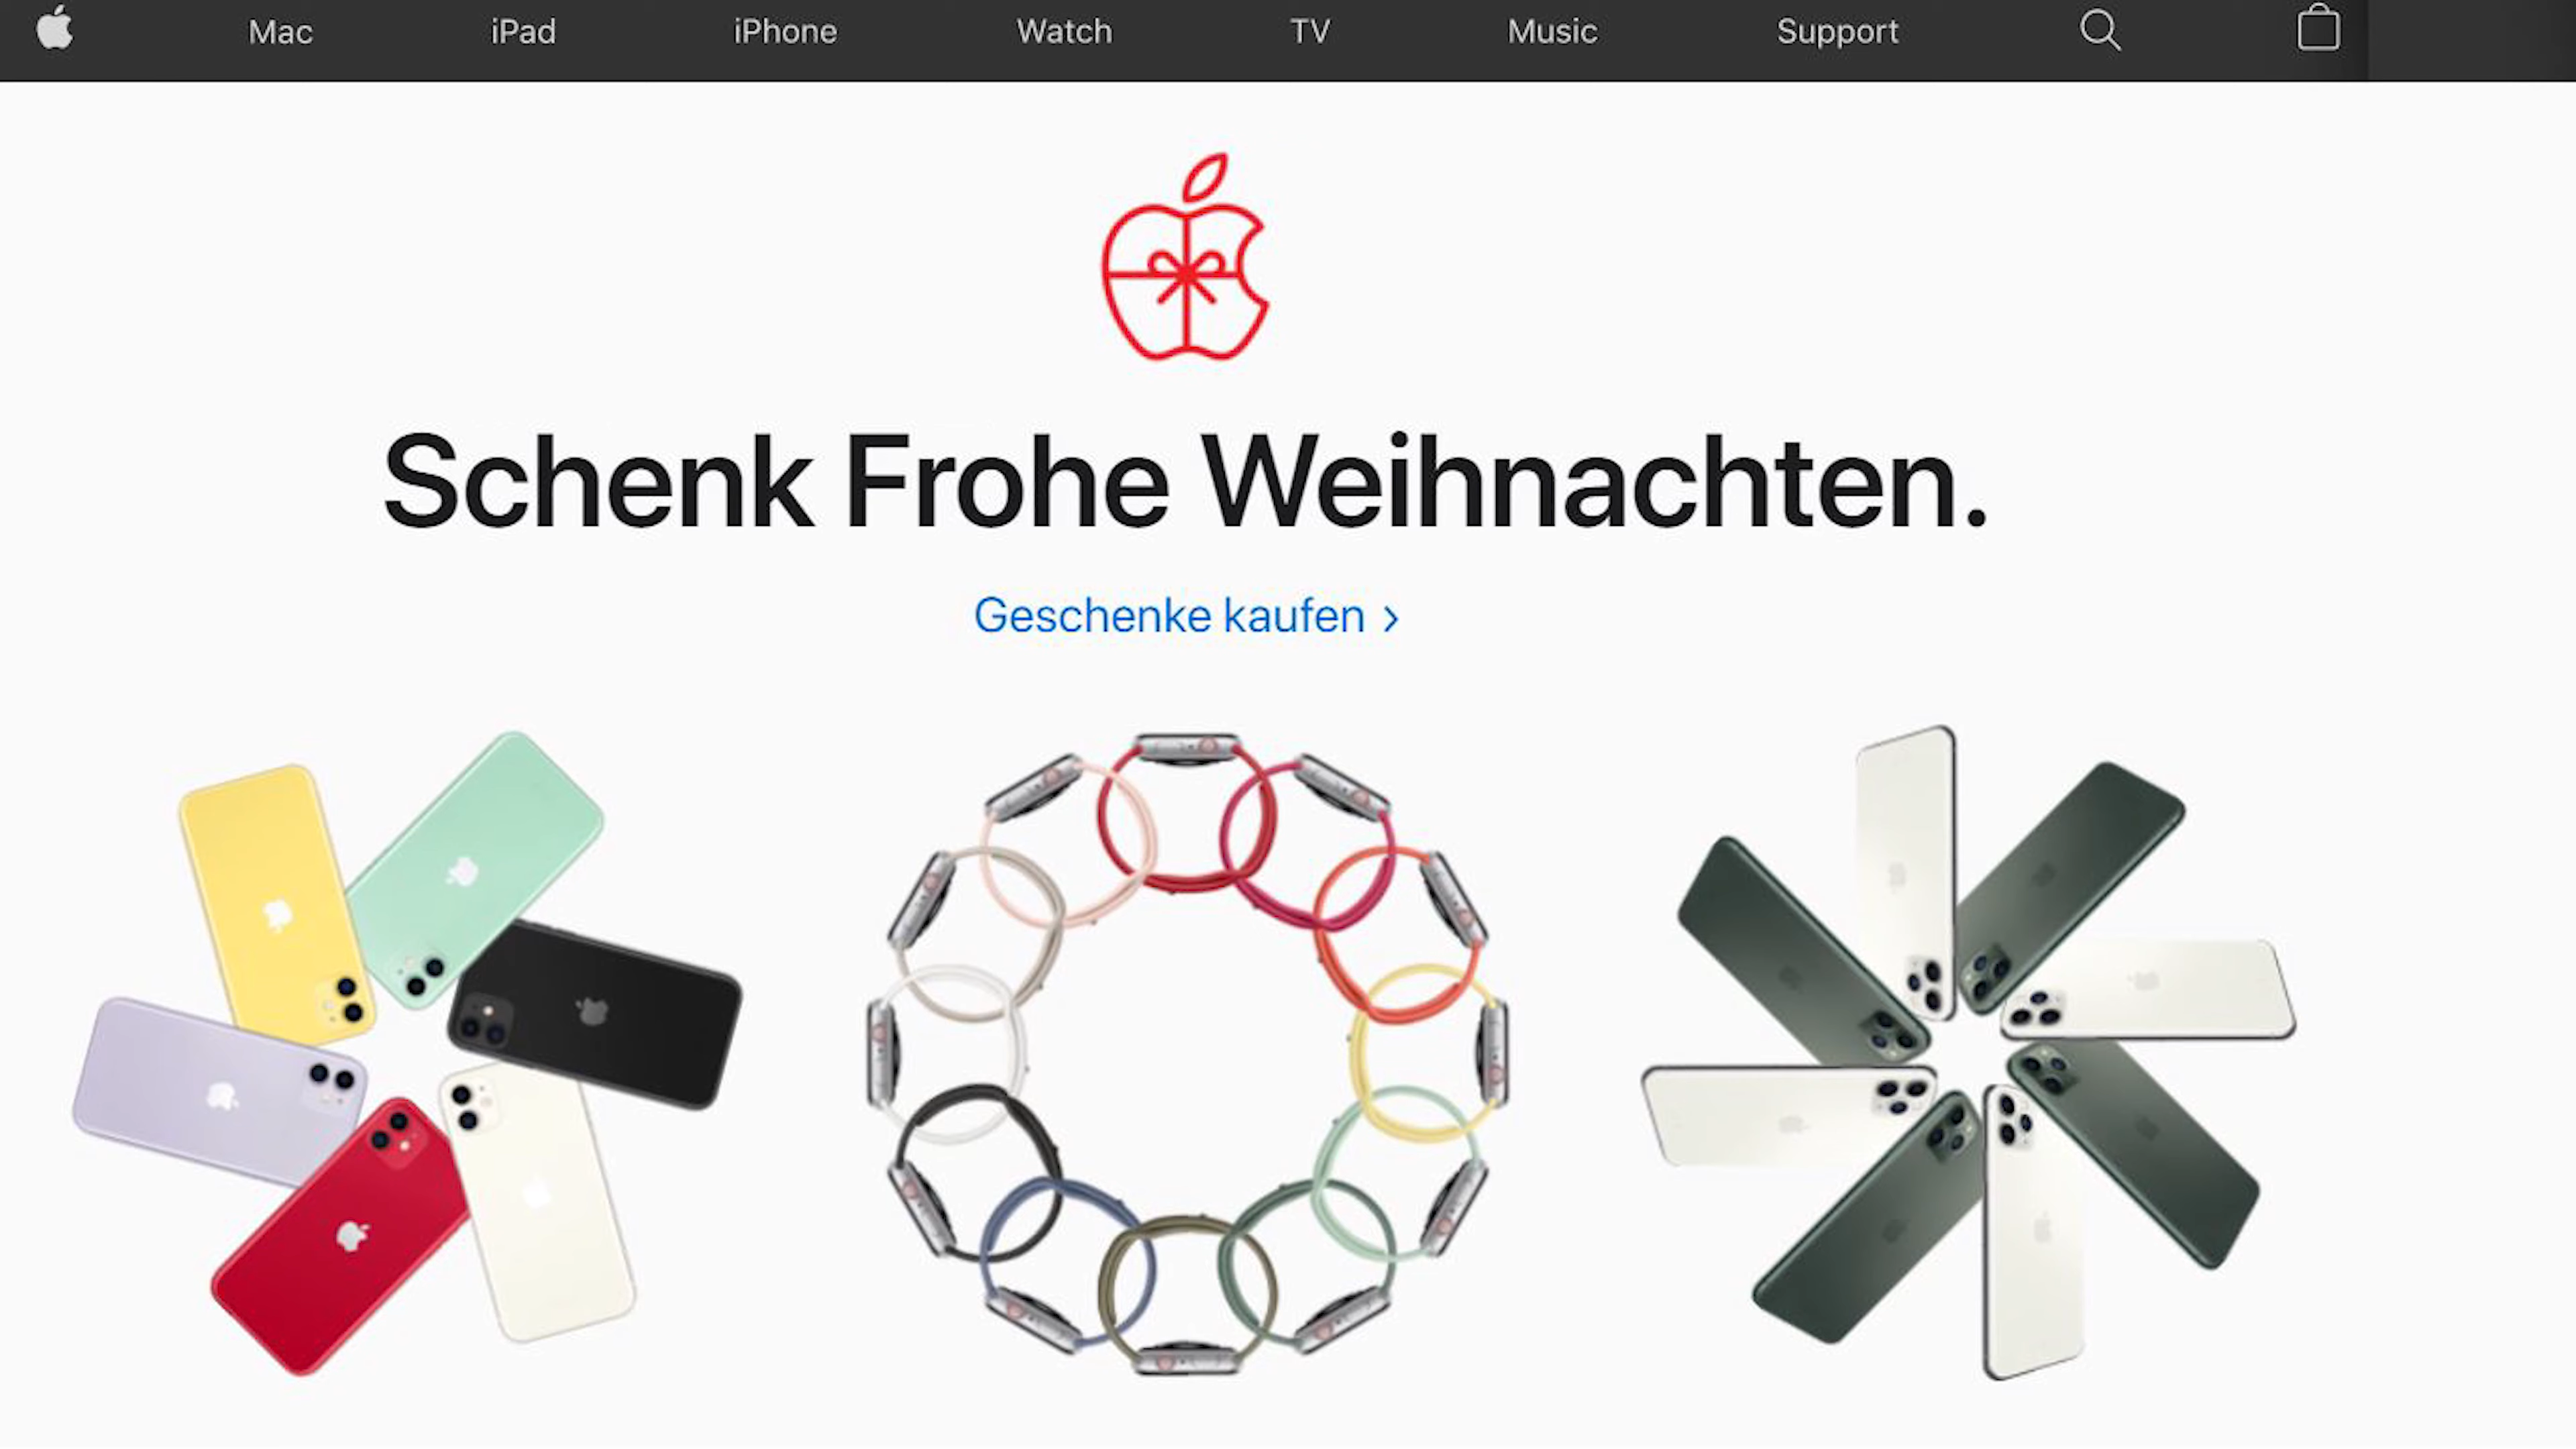 Mac iPad iPhone Watch TV Music Support
Schenk Frohe Weihnachten.
Geschenke kaufen >